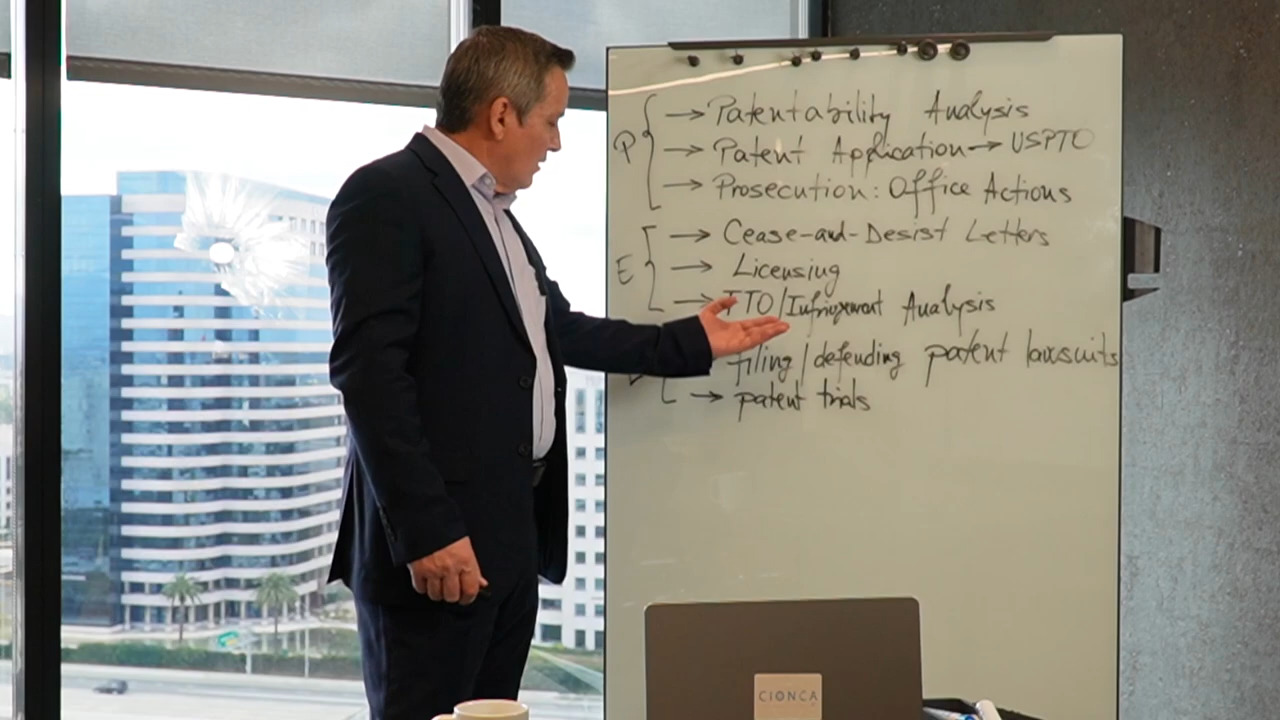 P → Patentability Analysis
→ Patent Application → USPTO
→ Prosecution: Office Actions
E → Cease-and-Desist Letters
→ Licensing
→ FTO/Infringement Analysis
filing/defending patent lawsuits
→ patent trials
CIONCA